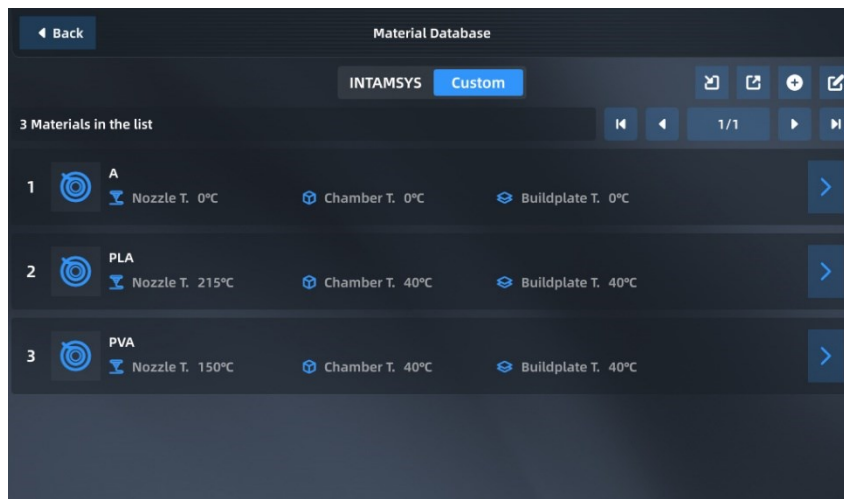 Back
Material Database
INTAMSYS Custom
3 Materials in the list
1/1
1
A
Nozzle T. 0℃ Chamber T. 0℃ Buildplate T. 0℃
2
PLA
Nozzle T. 215℃ Chamber T. 40℃ Buildplate T. 40℃
3
PVA
Nozzle T. 150℃ Chamber T. 40℃ Buildplate T. 40℃